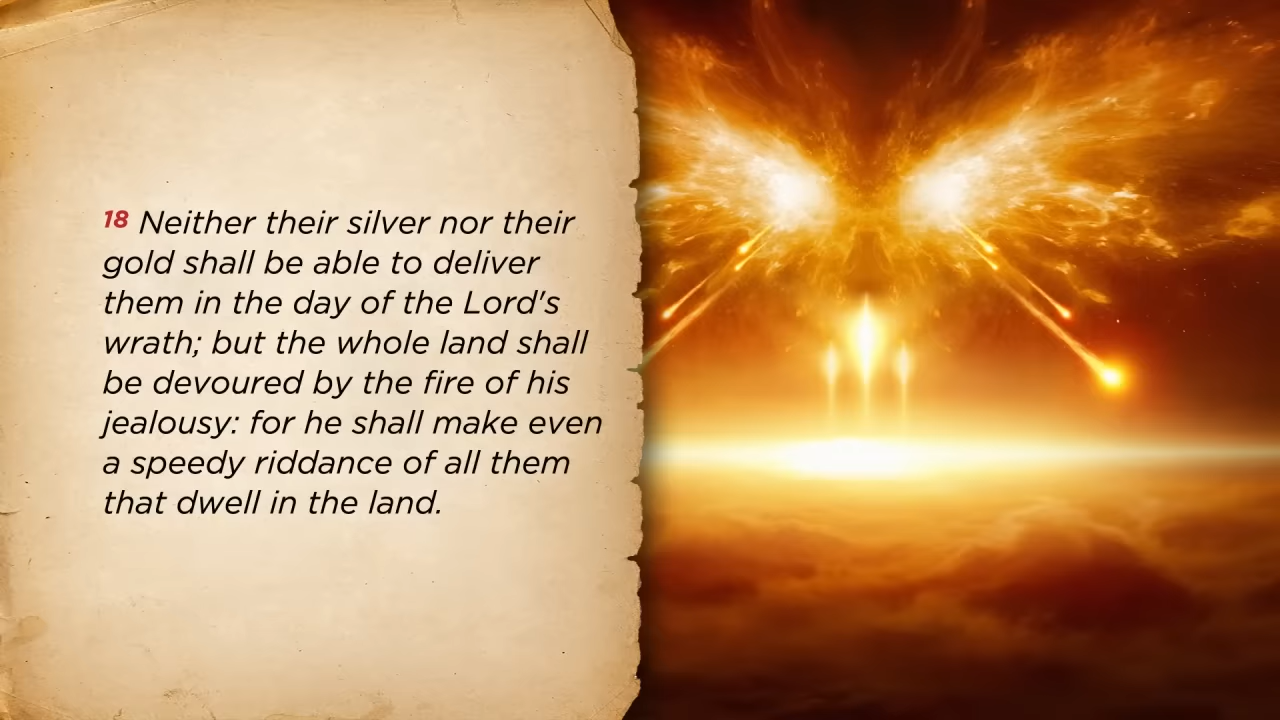 18 Neither their silver nor their
gold shall be able to deliver
them in the day of the Lord's
wrath; but the whole land shall
be devoured by the fire of his
jealousy: for he shall make even
a speedy riddance of all them
that dwell in the land.